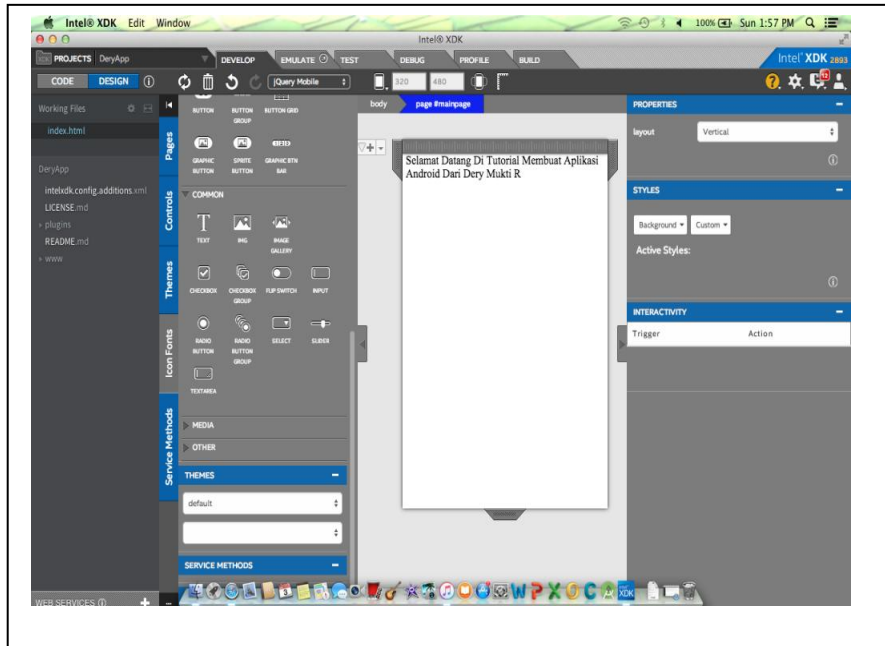 Intel® XDK Edit Window
100% Sun 1:57 PM
Intel® XDK
PROJECTS DeryApp
DEVELOP EMULATE TEST DEBUG PROFILE BUILD
Intel® XDK 2893
CODE DESIGN
jQuery Mobile
320 480
12
Working Files
index.html
DeryApp
intelxdk.config.additions.xml
LICENSE.md
plugins
README.md
www
WEB SERVICES
Pages
Controls
Themes
Icon Fonts
Service Methods
BUTTON
BUTTON GROUP
BUTTON GRID
GRAPHIC BUTTON
SPRITE BUTTON
GRAPHIC BTN BAR
COMMON
TEXT
IMG
IMAGE GALLERY
CHECKBOX
CHECKBOX GROUP
FLIP SWITCH
INPUT
RADIO BUTTON
RADIO BUTTON GROUP
SELECT
SLIDER
TEXTAREA
MEDIA
OTHER
THEMES
default
SERVICE METHODS
body page #mainpage
Selamat Datang Di Tutorial Membuat Aplikasi
Android Dari Dery Mukti R
PROPERTIES
layout Vertical
STYLES
Background Custom
Active Styles:
INTERACTIVITY
Trigger Action
XDK